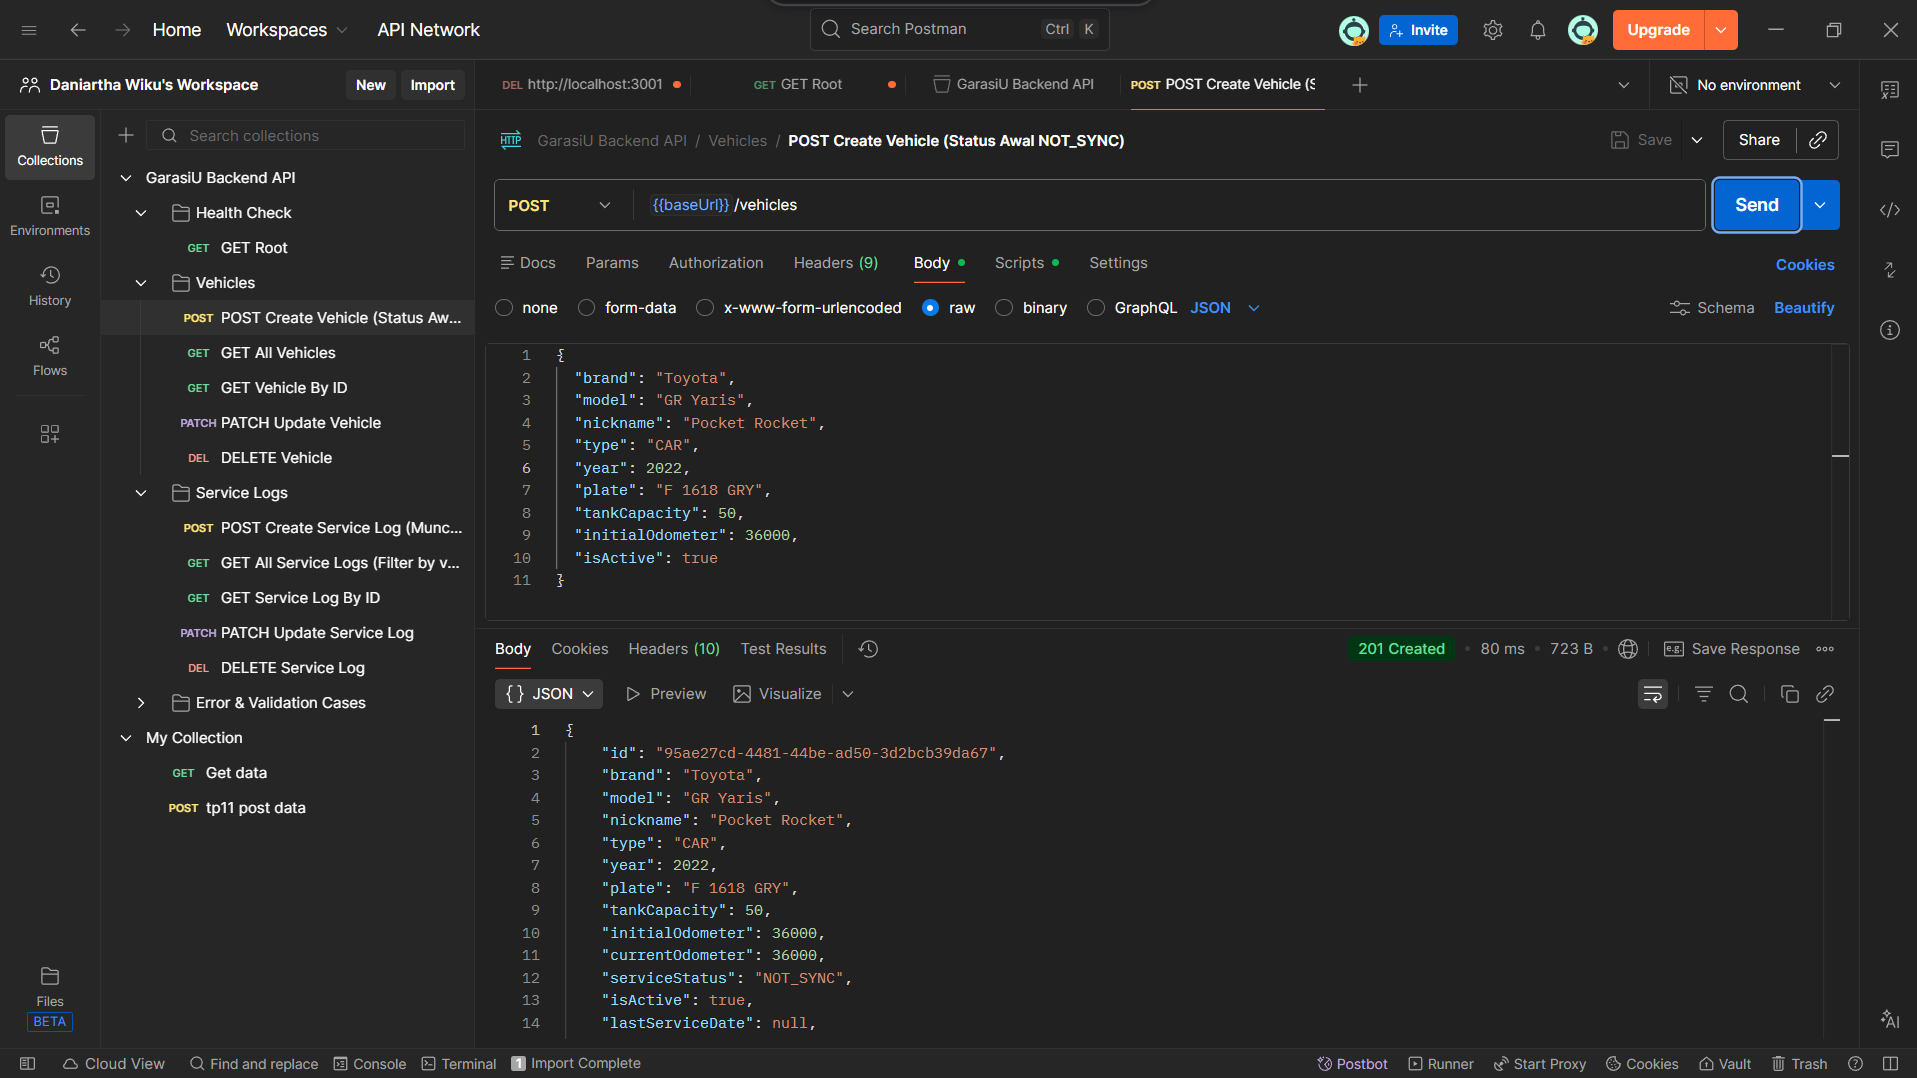 Home
Workspaces
API Network
Search Postman
Ctrl K
Invite
Upgrade
Daniartha Wiku's Workspace
New
Import
DEL http://localhost:3001
GET GET Root
GarasiU Backend API
POST POST Create Vehicle (S
No environment
Collections
Environments
History
Flows
Files
BETA
Search collections
GarasiU Backend API
Health Check
GET GET Root
Vehicles
POST POST Create Vehicle (Status Aw...
GET GET All Vehicles
GET GET Vehicle By ID
PATCH PATCH Update Vehicle
DEL DELETE Vehicle
Service Logs
POST POST Create Service Log (Munc...
GET GET All Service Logs (Filter by v...
GET GET Service Log By ID
PATCH PATCH Update Service Log
DEL DELETE Service Log
Error & Validation Cases
My Collection
GET Get data
POST tp11 post data
HTTP GarasiU Backend API / Vehicles / POST Create Vehicle (Status Awal NOT_SYNC)
Save
Share
POST
{{baseUrl}} /vehicles
Send
Docs Params Authorization Headers (9) Body Scripts Settings
Cookies
none form-data x-www-form-urlencoded raw binary GraphQL JSON
Schema Beautify
1 {
2 "brand": "Toyota",
3 "model": "GR Yaris",
4 "nickname": "Pocket Rocket",
5 "type": "CAR",
6 "year": 2022,
7 "plate": "F 1618 GRY",
8 "tankCapacity": 50,
9 "initialOdometer": 36000,
10 "isActive": true
11 }
Body Cookies Headers (10) Test Results
201 Created • 80 ms • 723 B • e.g. Save Response
{} JSON Preview Visualize
1 {
2 "id": "95ae27cd-4481-44be-ad50-3d2bcb39da67",
3 "brand": "Toyota",
4 "model": "GR Yaris",
5 "nickname": "Pocket Rocket",
6 "type": "CAR",
7 "year": 2022,
8 "plate": "F 1618 GRY",
9 "tankCapacity": 50,
10 "initialOdometer": 36000,
11 "currentOdometer": 36000,
12 "serviceStatus": "NOT_SYNC",
13 "isActive": true,
14 "lastServiceDate": null,
AI
Cloud View
Find and replace
Console
Terminal
1 Import Complete
Postbot
Runner
Start Proxy
Cookies
Vault
Trash